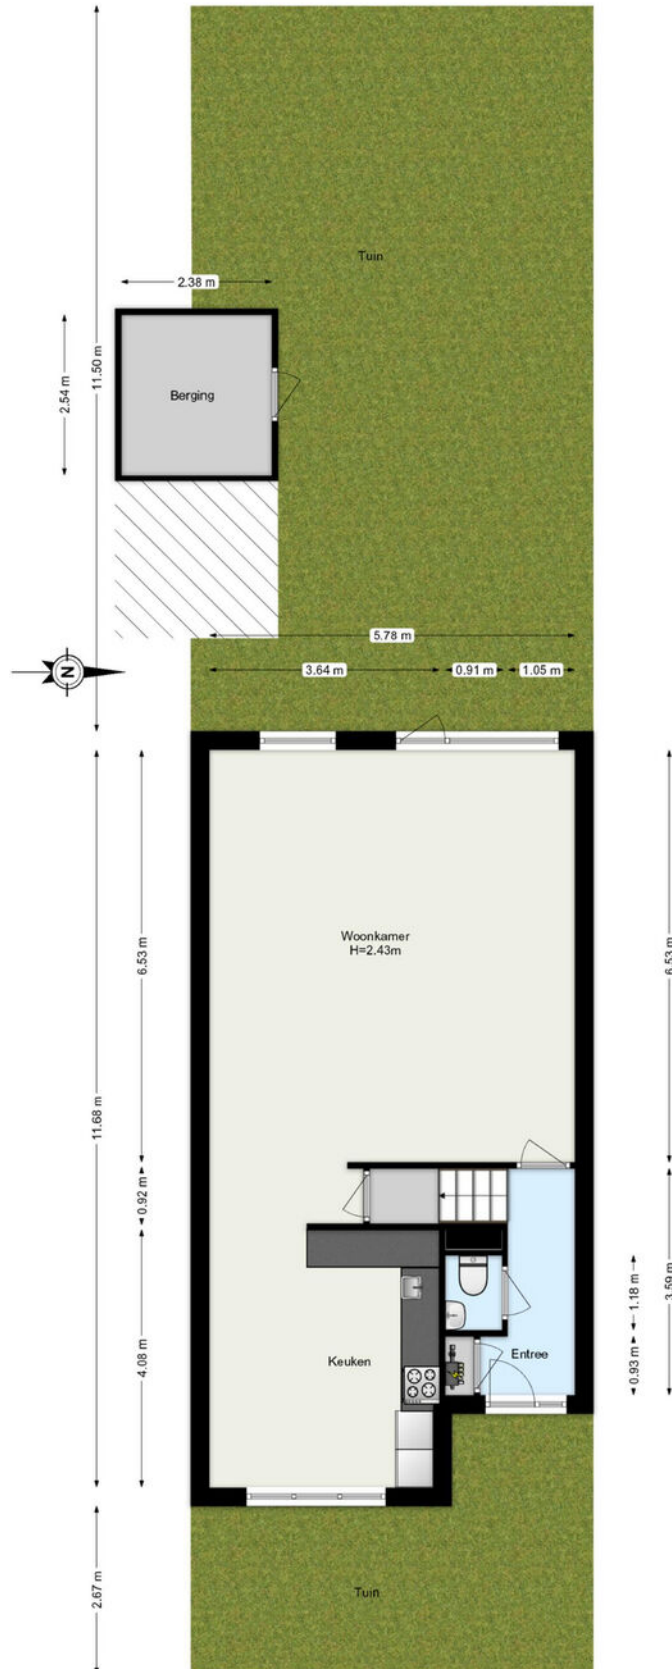 Tuin
2.38 m
11.50 m
2.54 m
Berging
5.78 m
N
3.64 m
0.91 m
1.05 m
Woonkamer
H=2.43m
6.53 m
6.53 m
11.68 m
0.92 m
3.59 m
1.18 m
Keuken
Entree
4.08 m
0.93 m
2.67 m
Tuin